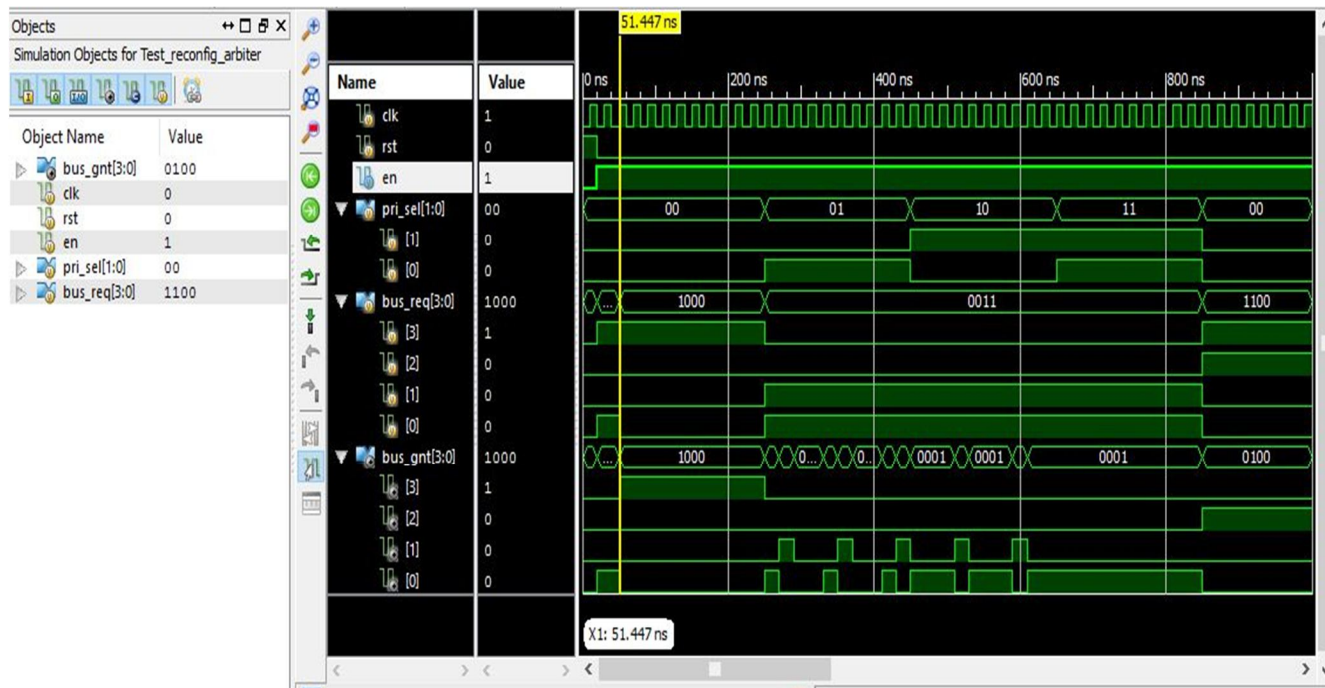 Objects
Simulation Objects for Test_reconfig_arbiter
Object Name Value
bus_gnt[3:0] 0100
clk 0
rst 0
en 1
pri_sel[1:0] 00
bus_req[3:0] 1100
51.447 ns
Name Value 0 ns 200 ns 400 ns 600 ns 800 ns
clk 1
rst 0
en 1
pri_sel[1:0] 00 00 01 10 11 00
[1] 0
[0] 0
bus_req[3:0] 1000 ... 1000 0011 1100
[3] 1
[2] 0
[1] 0
[0] 0
bus_gnt[3:0] 1000 ... 1000 0... 0... 0001 0001 0001 0100
[3] 1
[2] 0
[1] 0
[0] 0
X1: 51.447 ns